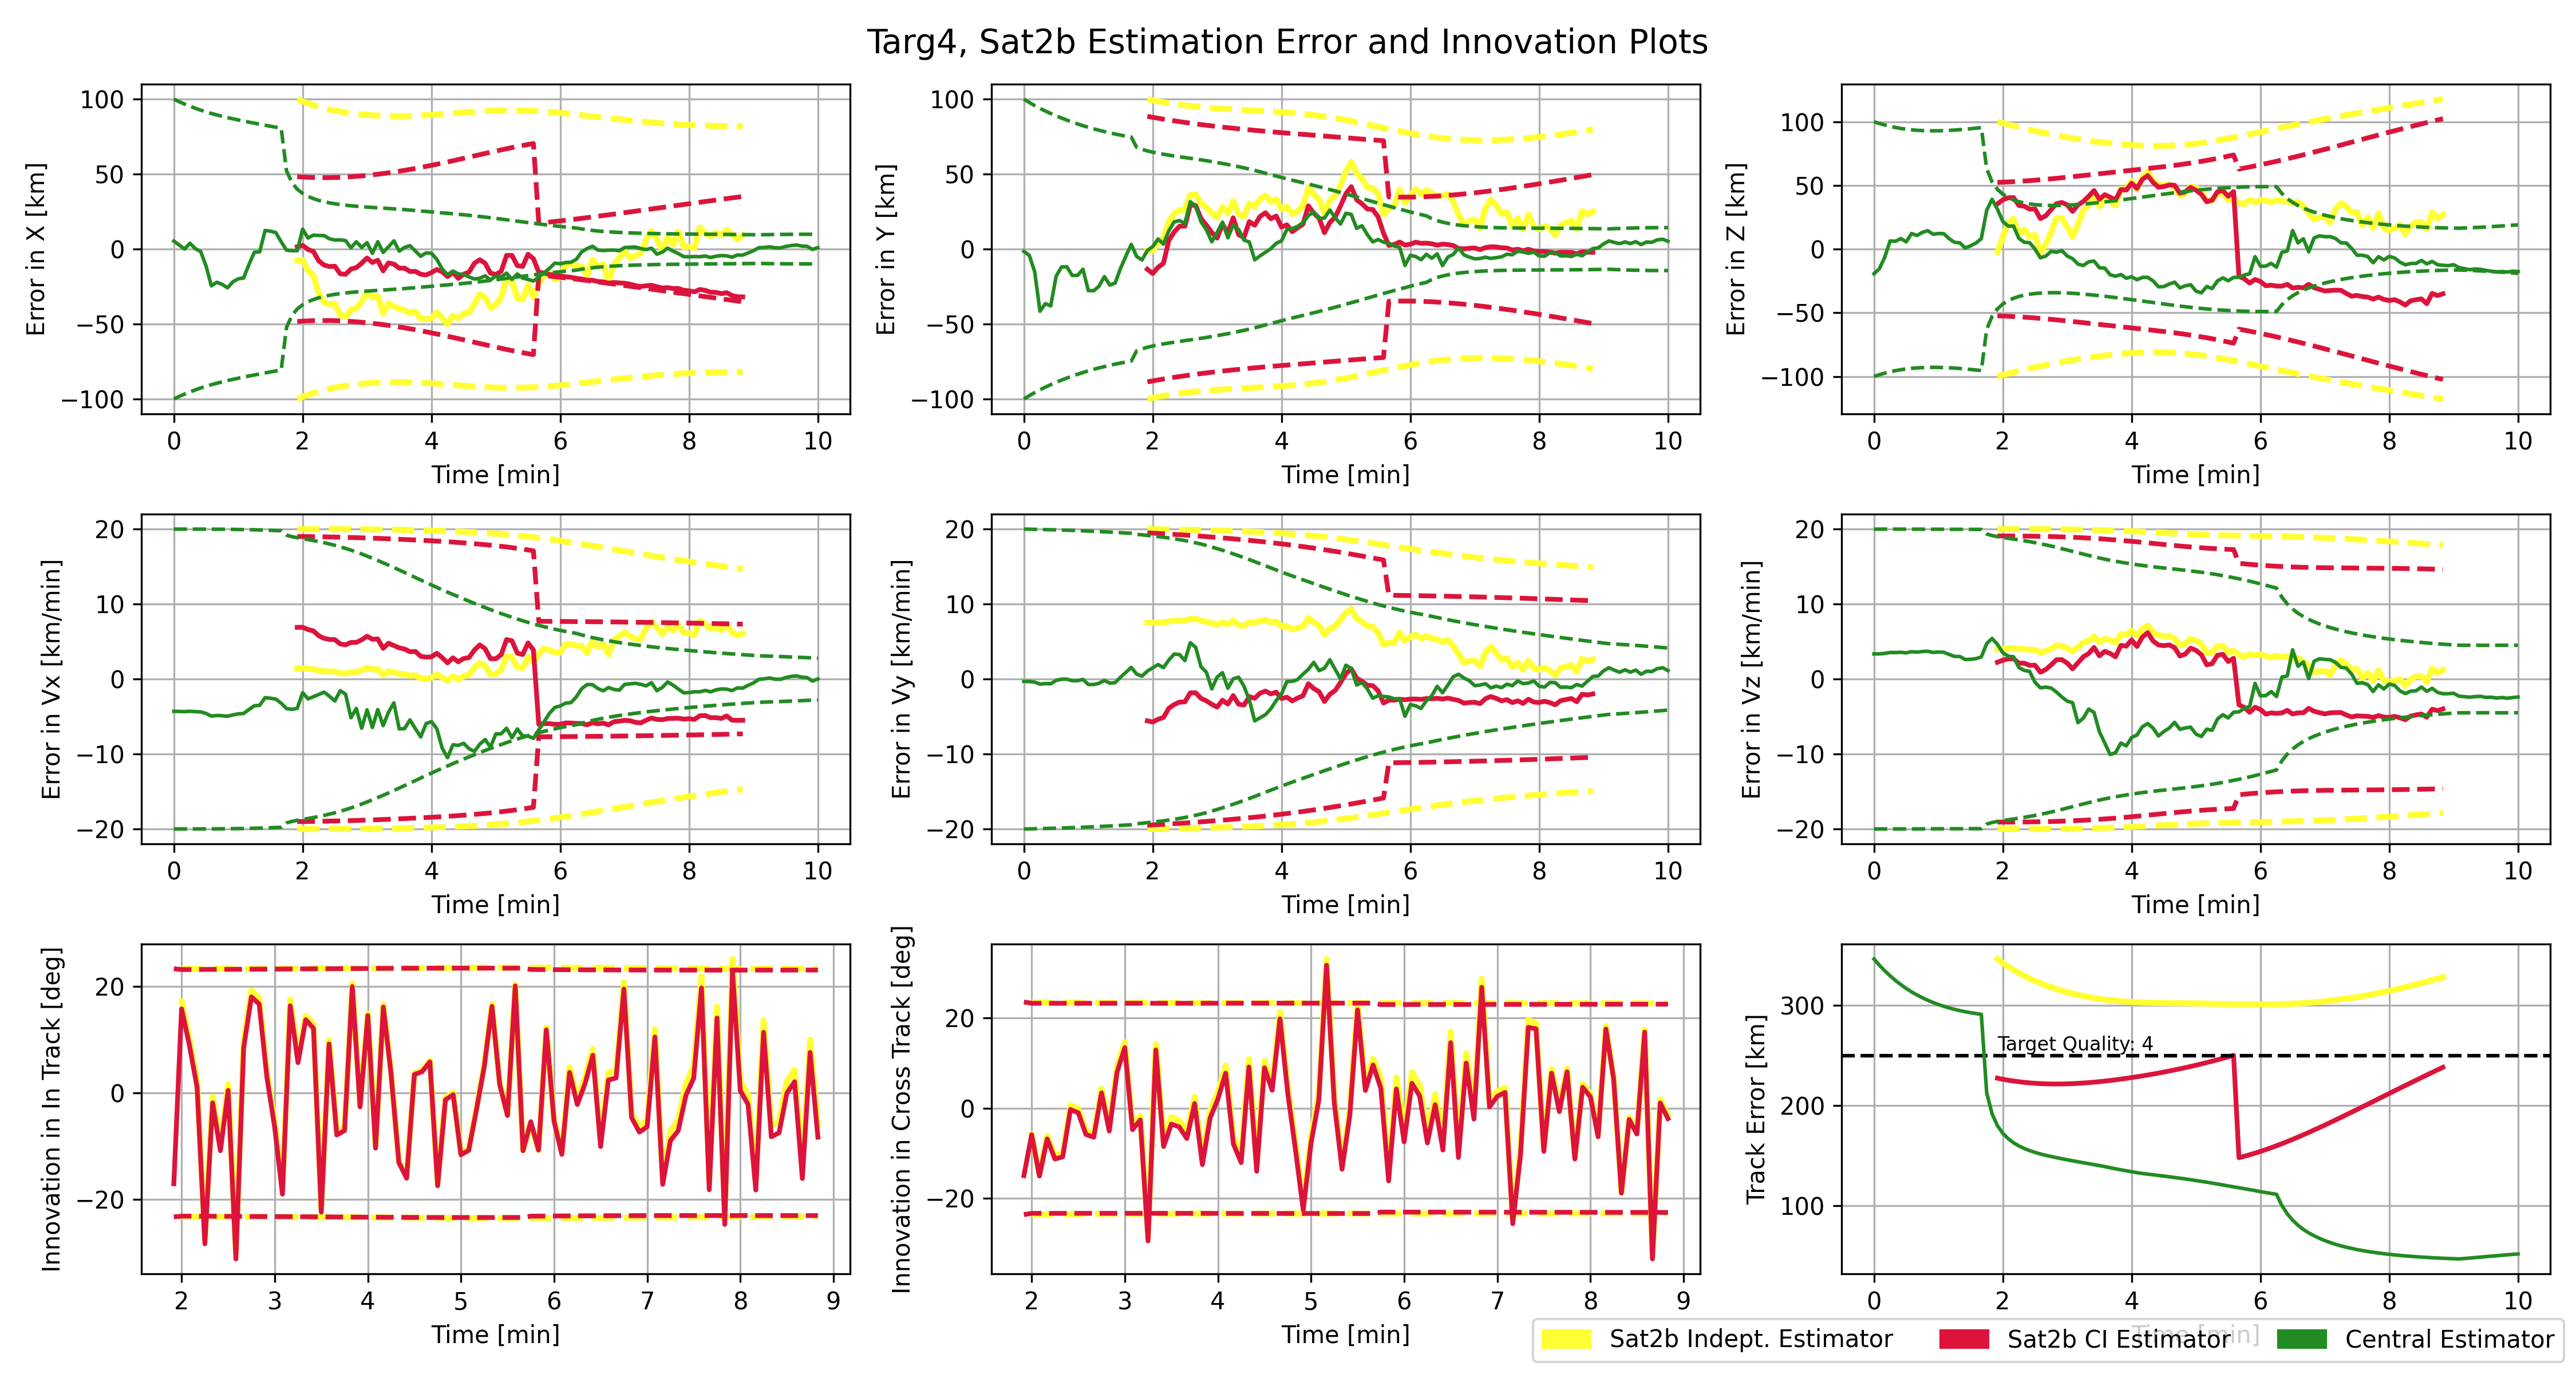 Targ4, Sat2b Estimation Error and Innovation Plots
Error in X [km]
100
50
0
−50
−100
0 2 4 6 8 10
Time [min]
Error in Y [km]
100
50
0
−50
−100
0 2 4 6 8 10
Time [min]
Error in Z [km]
100
50
0
−50
−100
0 2 4 6 8 10
Time [min]
Error in Vx [km/min]
20
10
0
−10
−20
0 2 4 6 8 10
Time [min]
Error in Vy [km/min]
20
10
0
−10
−20
0 2 4 6 8 10
Time [min]
Error in Vz [km/min]
20
10
0
−10
−20
0 2 4 6 8 10
Time [min]
Innovation in In Track [deg]
20
0
−20
2 3 4 5 6 7 8 9
Time [min]
Innovation in Cross Track [deg]
20
0
−20
2 3 4 5 6 7 8 9
Time [min]
Track Error [km]
300
200
100
Target Quality: 4
0 2 4 6 8 10
Time [min]
Sat2b Indept. Estimator Sat2b CI Estimator Central Estimator